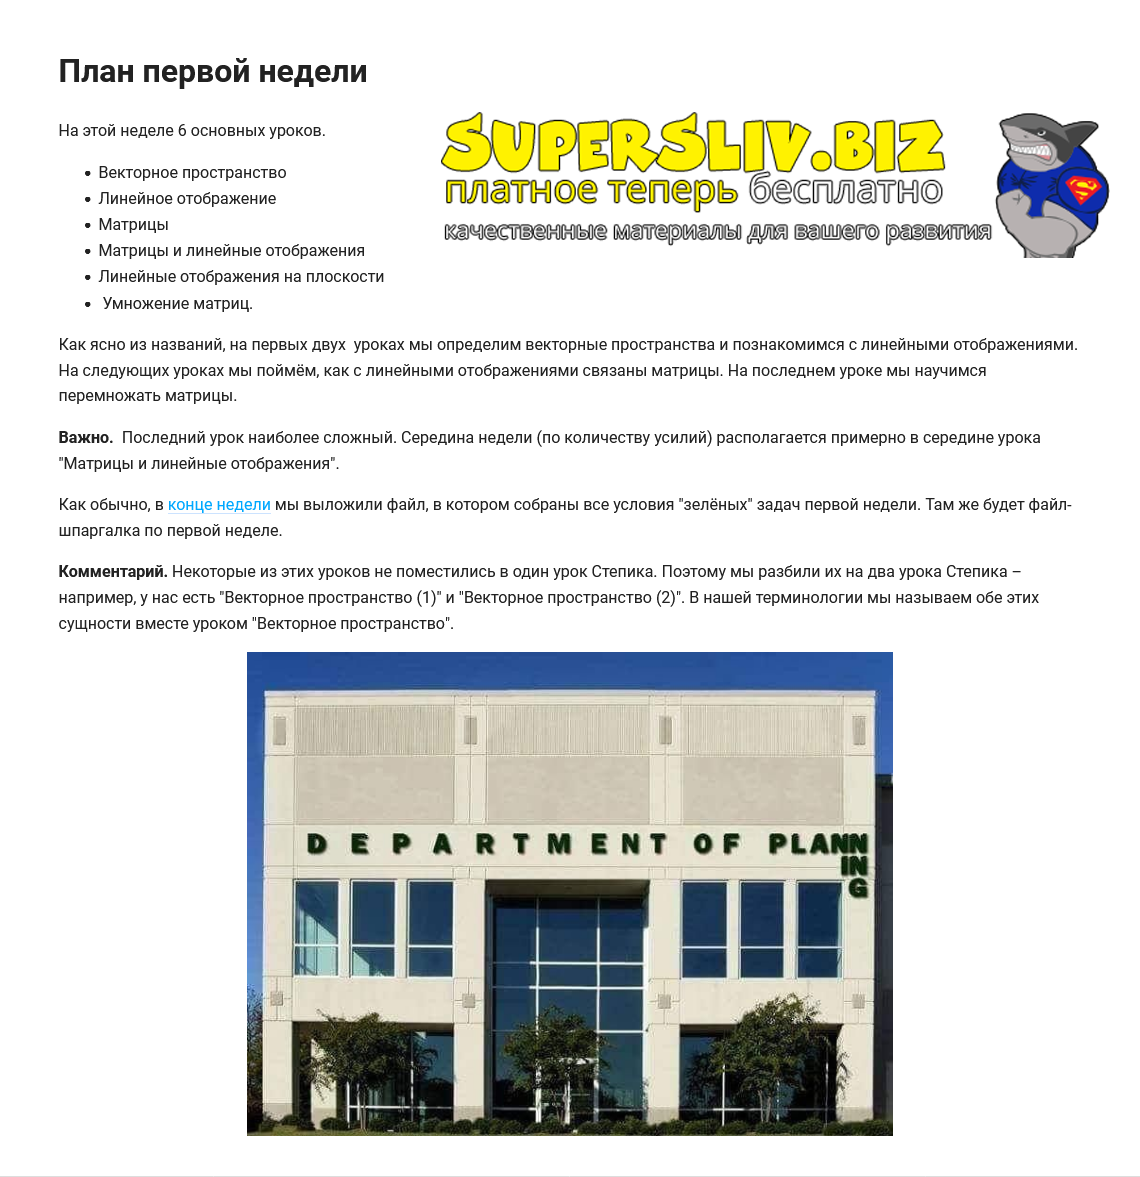 План первой недели
На этой неделе 6 основных уроков.
SUPERSLIV.BIZ
платное теперь бесплатно
качественные материалы для вашего развития
• Векторное пространство
• Линейное отображение
• Матрицы
• Матрицы и линейные отображения
• Линейные отображения на плоскости
• Умножение матриц.
Как ясно из названий, на первых двух  уроках мы определим векторные пространства и познакомимся с линейными отображениями.
На следующих уроках мы поймём, как с линейными отображениями связаны матрицы. На последнем уроке мы научимся
перемножать матрицы.
Важно.  Последний урок наиболее сложный. Середина недели (по количеству усилий) располагается примерно в середине урока
"Матрицы и линейные отображения".
Как обычно, в конце недели мы выложили файл, в котором собраны все условия "зелёных" задач первой недели. Там же будет файл-
шпаргалка по первой неделе.
Комментарий. Некоторые из этих уроков не поместились в один урок Степика. Поэтому мы разбили их на два урока Степика –
например, у нас есть "Векторное пространство (1)" и "Векторное пространство (2)". В нашей терминологии мы называем обе этих
сущности вместе уроком "Векторное пространство".
DEPARTMENT OF PLANN
IN
G